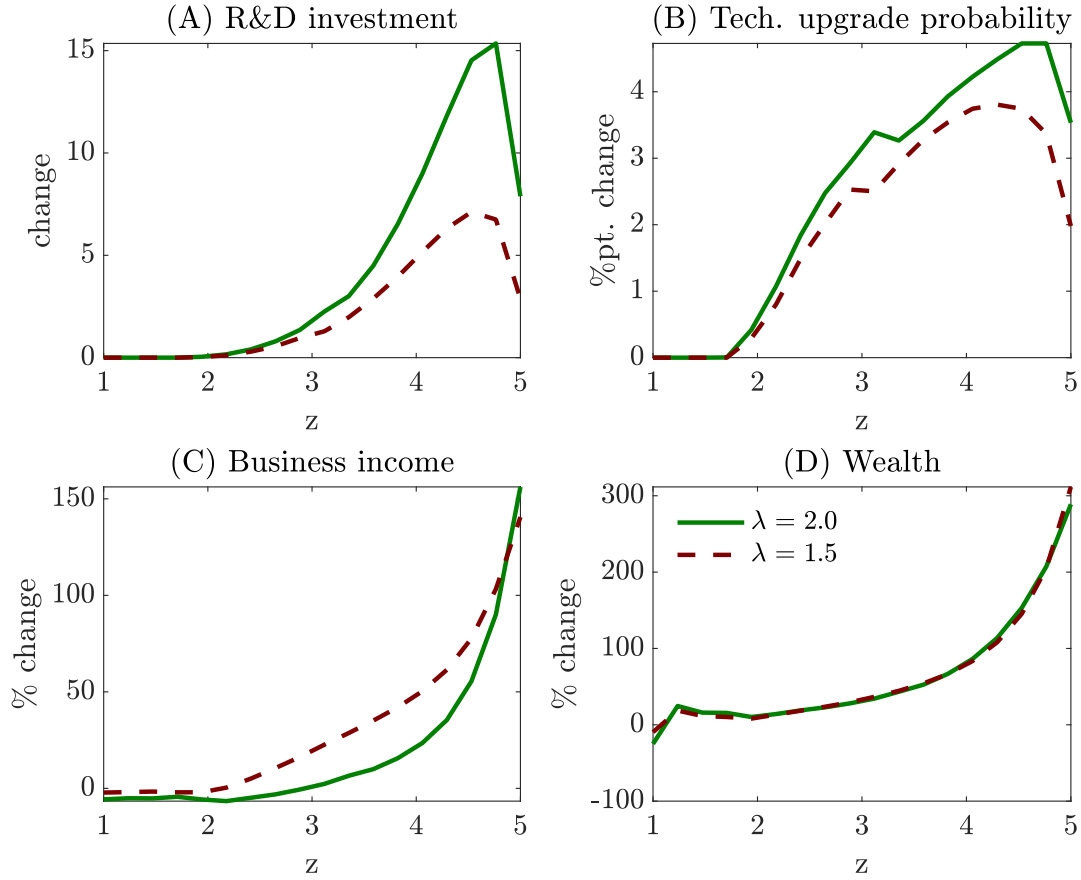 (A) R&D investment
change
15
10
5
0
1
2
3
4
5
z
(B) Tech. upgrade probability
%pt. change
4
3
2
1
0
1
2
3
4
5
z
(C) Business income
% change
150
100
50
0
1
2
3
4
5
z
(D) Wealth
% change
300
200
100
0
-100
λ = 2.0
λ = 1.5
1
2
3
4
5
z